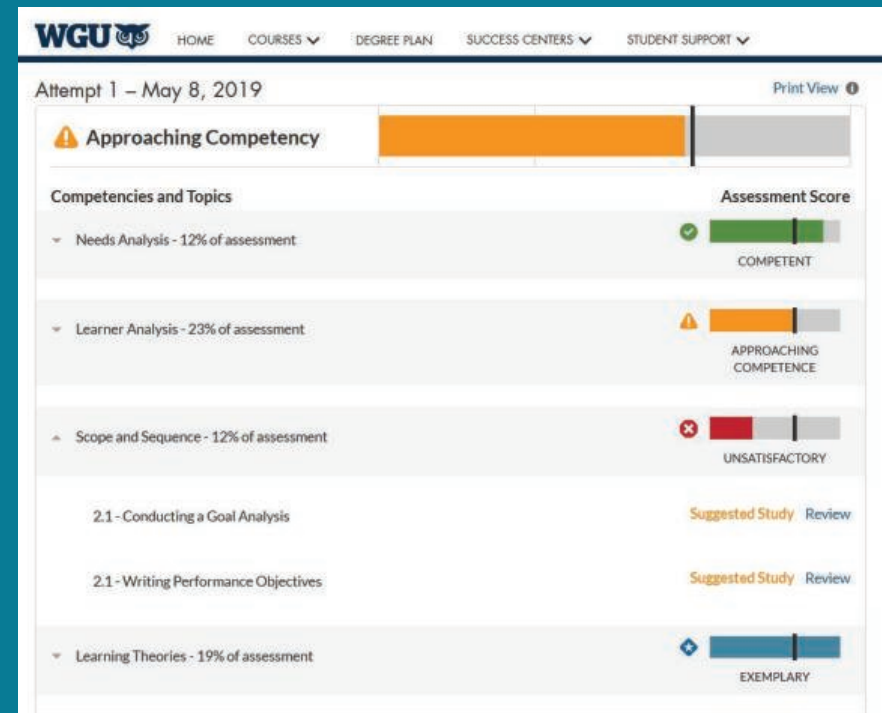 WGU HOME COURSES DEGREE PLAN SUCCESS CENTERS STUDENT SUPPORT
Attempt 1 – May 8, 2019 Print View
Approaching Competency
Competencies and Topics Assessment Score
Needs Analysis - 12% of assessment
COMPETENT
Learner Analysis - 23% of assessment
APPROACHING
COMPETENCE
Scope and Sequence - 12% of assessment
UNSATISFACTORY
2.1 - Conducting a Goal Analysis Suggested Study Review
2.1 - Writing Performance Objectives Suggested Study Review
Learning Theories - 19% of assessment
EXEMPLARY